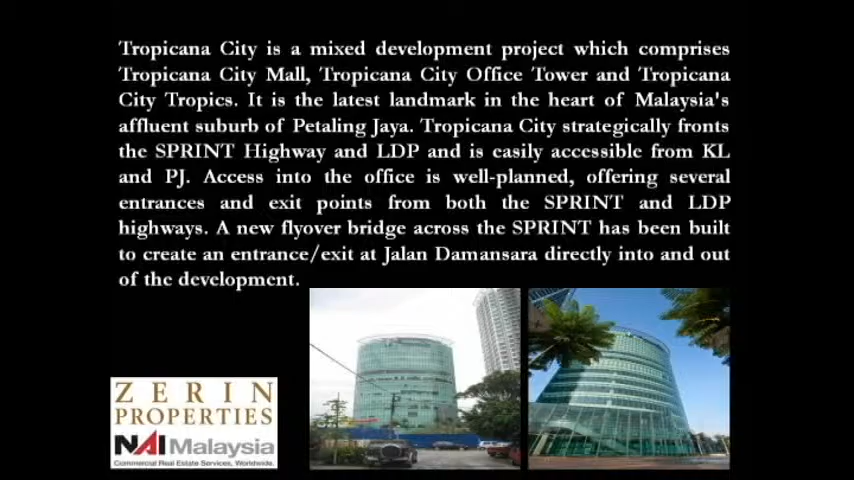 Tropicana City is a mixed development project which comprises
Tropicana City Mall, Tropicana City Office Tower and Tropicana
City Tropics. It is the latest landmark in the heart of Malaysia's
affluent suburb of Petaling Jaya. Tropicana City strategically fronts
the SPRINT Highway and LDP and is easily accessible from KL
and PJ. Access into the office is well-planned, offering several
entrances and exit points from both the SPRINT and LDP
highways. A new flyover bridge across the SPRINT has been built
to create an entrance/exit at Jalan Damansara directly into and out
of the development.
ZERIN
PROPERTIES
NAI Malaysia
Commercial Real Estate Services, Worldwide.